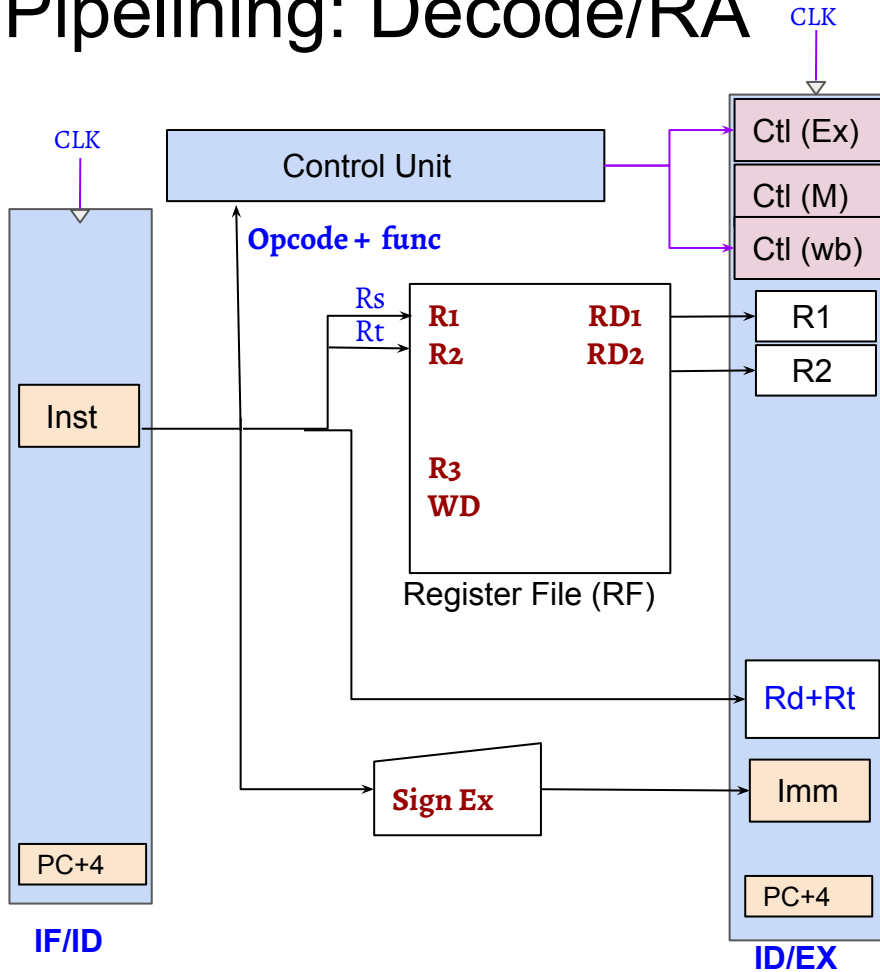 Pipelining: Decode/RA
CLK
CLK
Control Unit
Ctl (Ex)
Ctl (M)
Ctl (wb)
Opcode + func
Rs
Rt
R1
R2
RD1
RD2
R3
WD
Register File (RF)
R1
R2
Inst
Rd+Rt
Sign Ex
Imm
PC+4
PC+4
IF/ID
ID/EX